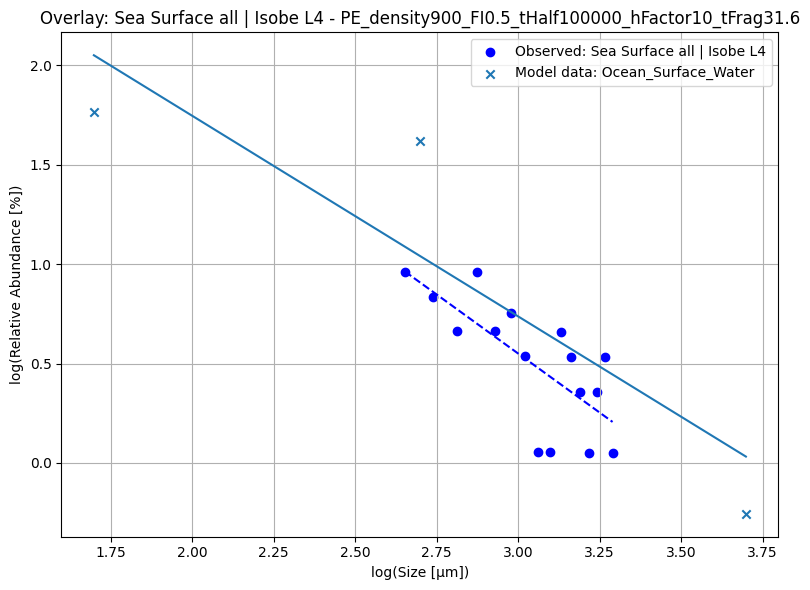 Overlay: Sea Surface all | Isobe L4 - PE_density900_FI0.5_tHalf100000_hFactor10_tFrag31.6
Observed: Sea Surface all | Isobe L4
Model data: Ocean_Surface_Water
log(Relative Abundance [%])
2.0
1.5
1.0
0.5
0.0
1.75 2.00 2.25 2.50 2.75 3.00 3.25 3.50 3.75
log(Size [μm])